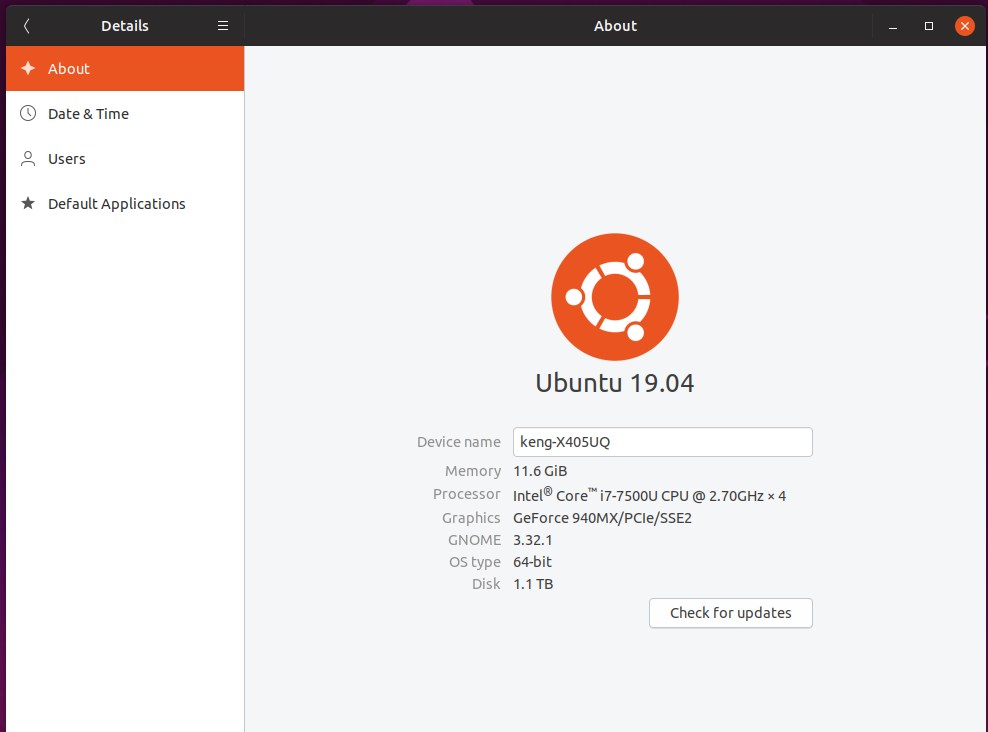 Details
About
About
Date & Time
Users
Default Applications
Ubuntu 19.04
Device name keng-X405UQ
Memory 11.6 GiB
Processor Intel® Core™ i7-7500U CPU @ 2.70GHz × 4
Graphics GeForce 940MX/PCIe/SSE2
GNOME 3.32.1
OS type 64-bit
Disk 1.1 TB
Check for updates